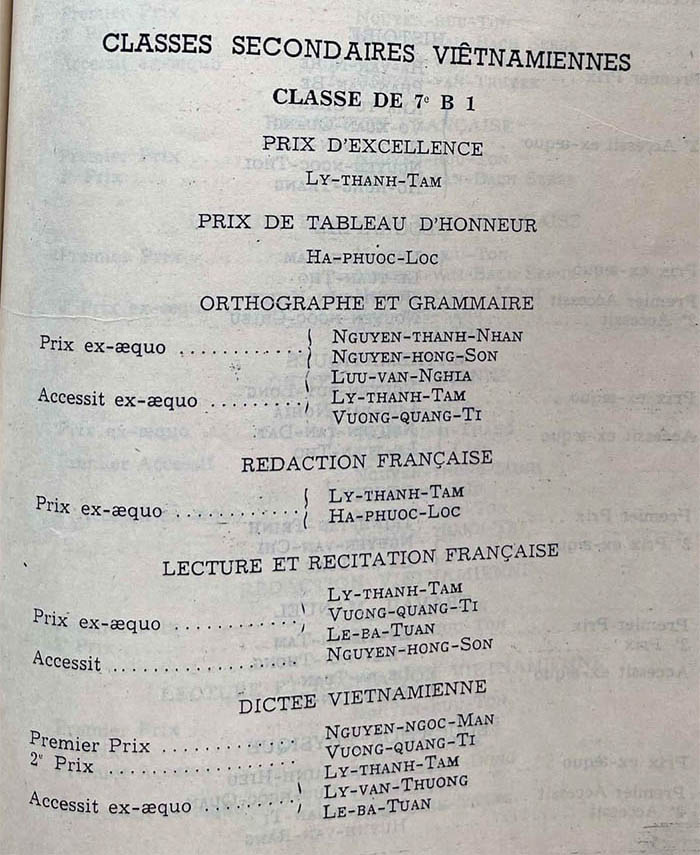 CLASSES SECONDAIRES VIÊTNAMIENNES
CLASSE DE 7e B 1
PRIX D'EXCELLENCE
Ly-thanh-Tam
PRIX DE TABLEAU D'HONNEUR
Ha-phuoc-Loc
ORTHOGRAPHE ET GRAMMAIRE
Prix ex-æquo .......... Nguyen-thanh-Nhan
Nguyen-hong-Son
Luu-van-Nghia
Accessit ex-æquo ........ Ly-thanh-Tam
Vuong-quang-Ti
REDACTION FRANÇAISE
Prix ex-æquo .......... Ly-thanh-Tam
Ha-phuoc-Loc
LECTURE ET RECITATION FRANÇAISE
Ly-thanh-Tam
Prix ex-æquo .......... Vuong-quang-Ti
Le-ba-Tuan
Accessit .............. Nguyen-hong-Son
DICTEE VIETNAMIENNE
Premier Prix .......... Nguyen-ngoc-Man
2e Prix ............... Vuong-quang-Ti
Ly-thanh-Tam
Accessit ex-æquo ........ Ly-van-Thuong
Le-ba-Tuan